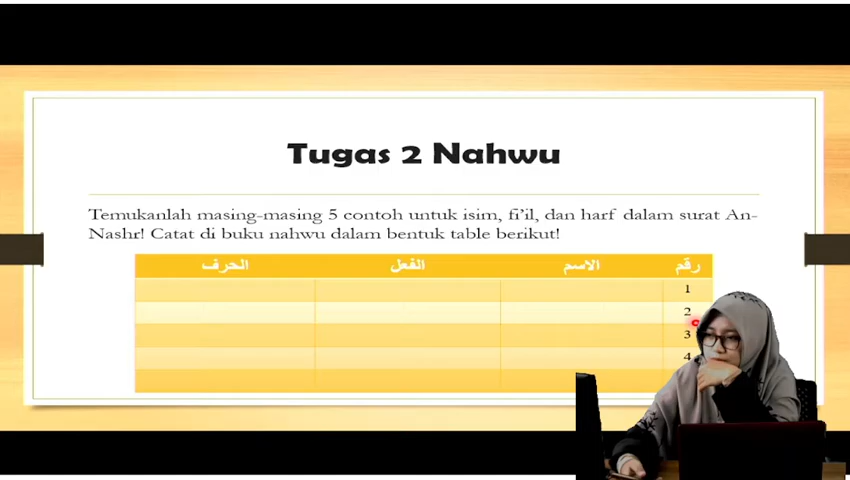 Tugas 2 Nahwu
Temukanlah masing-masing 5 contoh untuk isim, fi'il, dan harf dalam surat An-
Nashr! Catat di buku nahwu dalam bentuk table berikut!
رقم الاسم الفعل الحرف
1
2
3
4